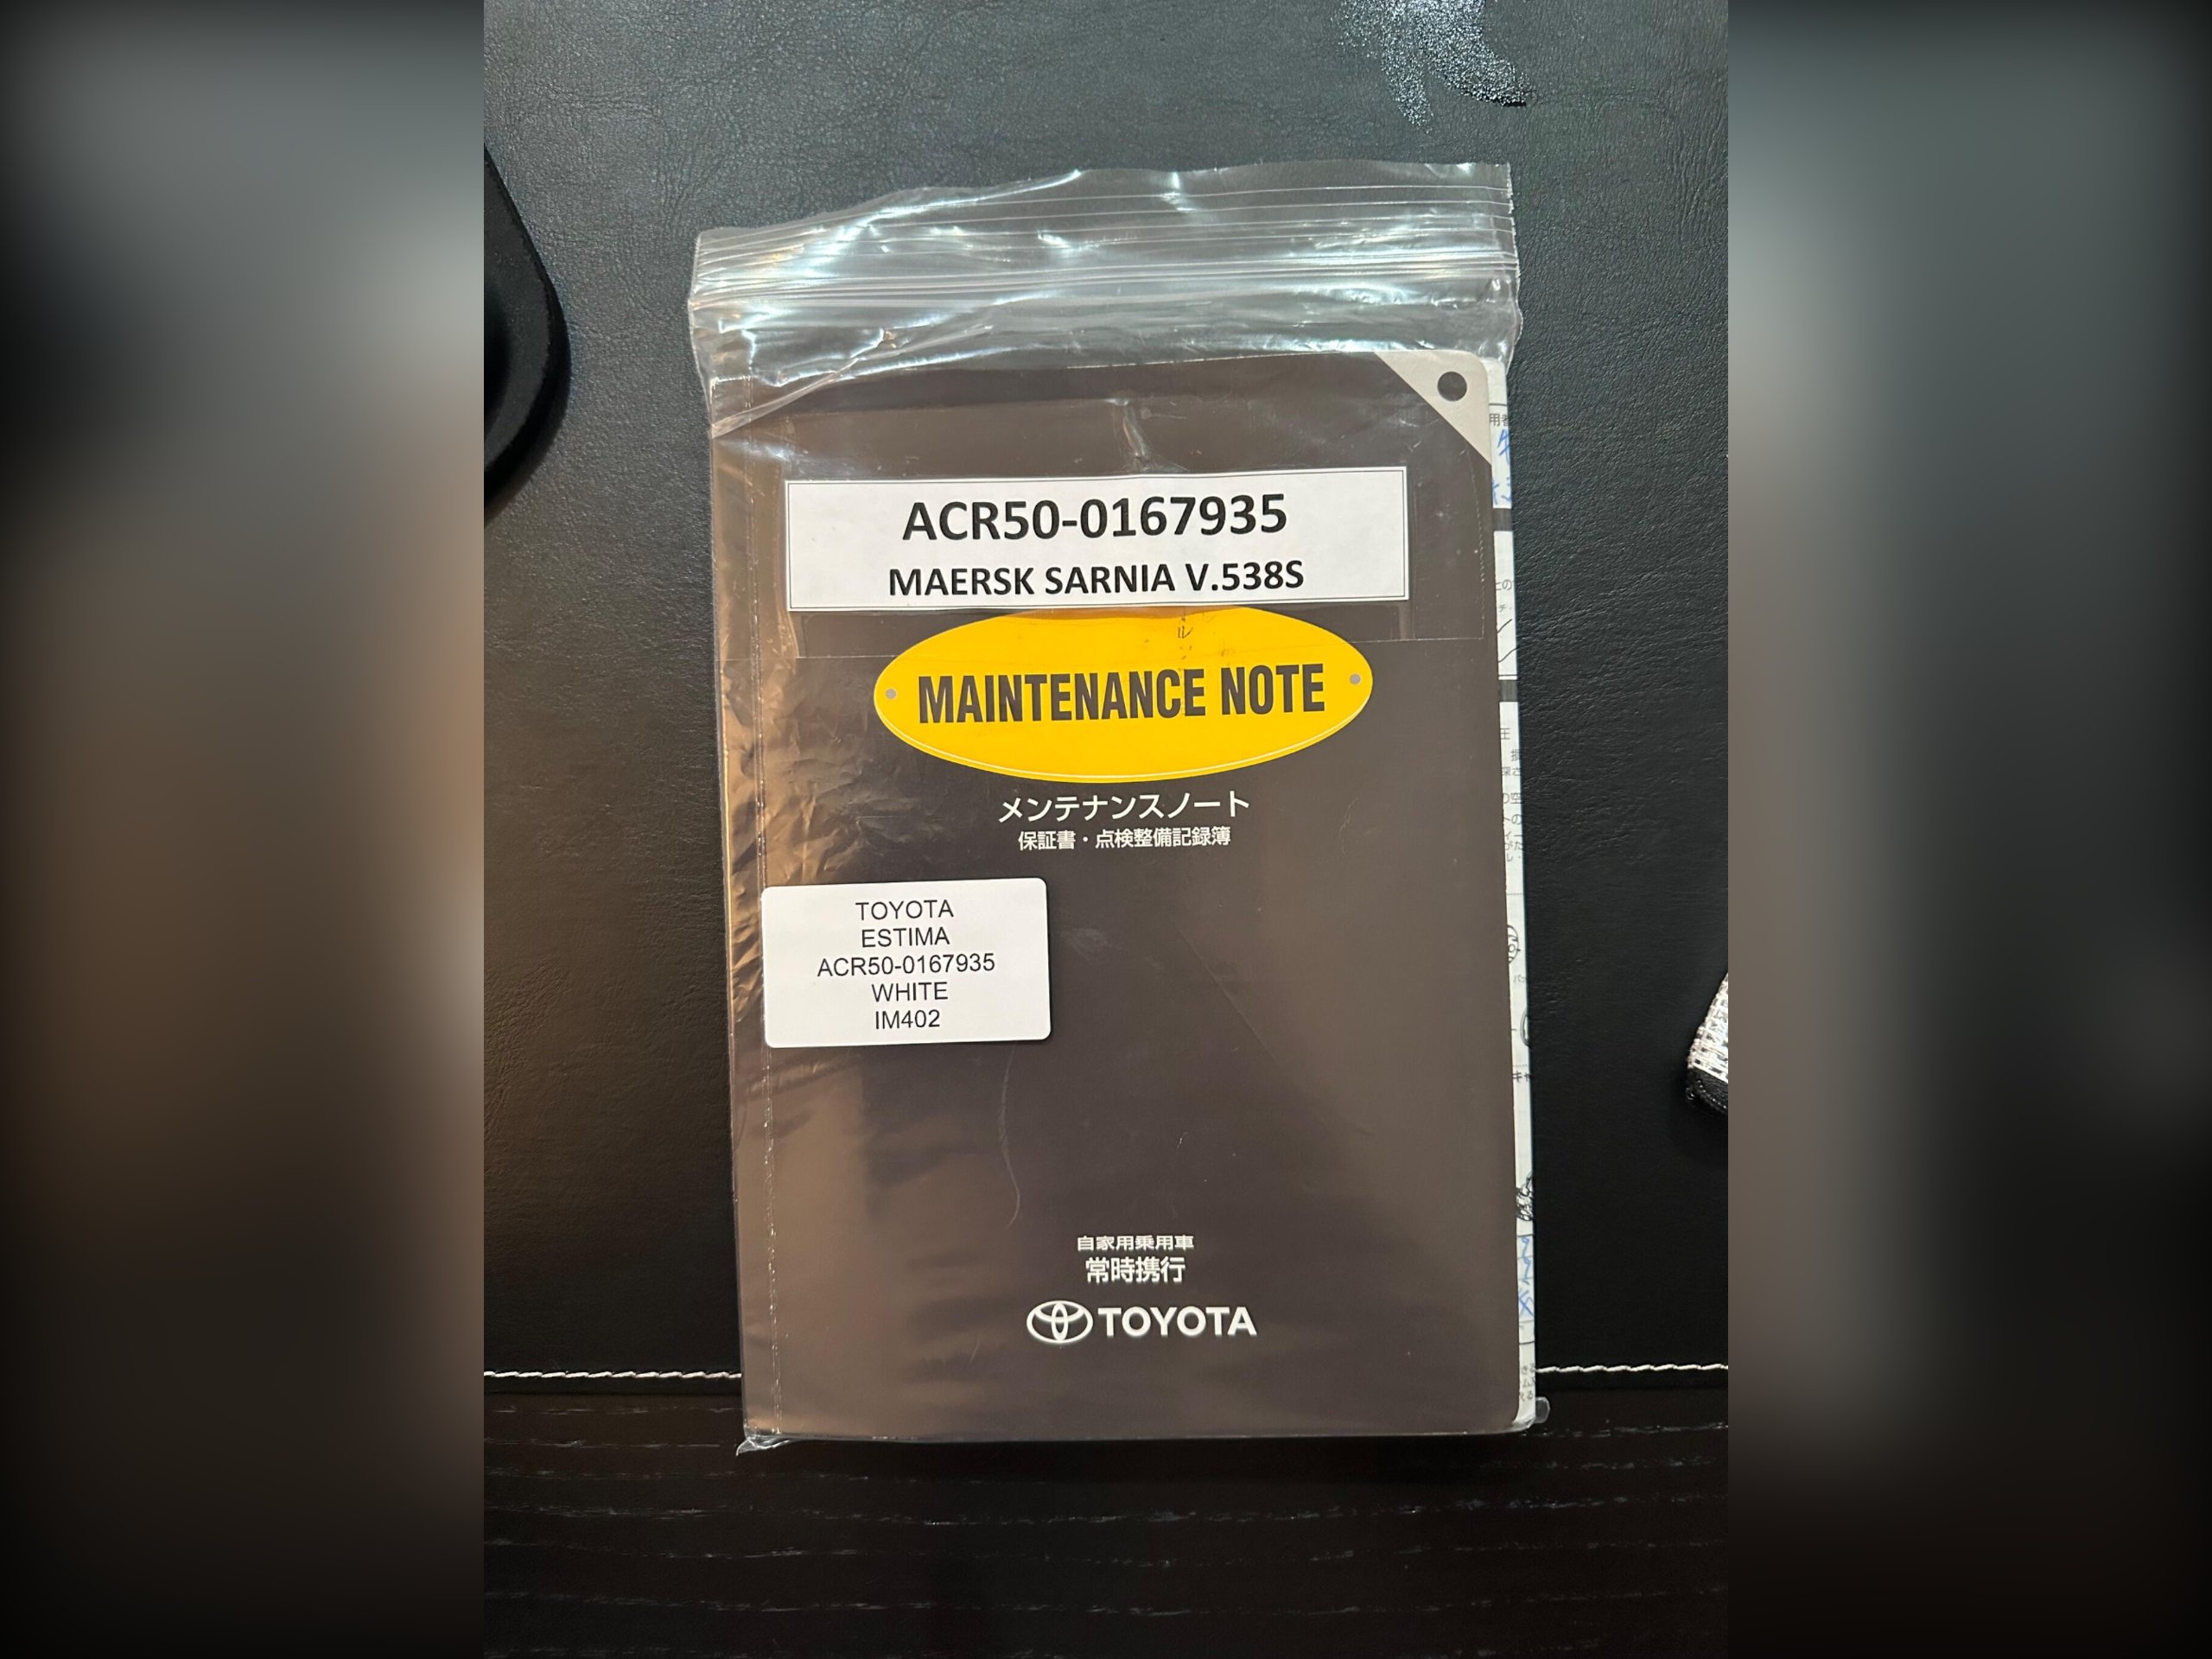 ACR50-0167935
MAERSK SARNIA V.538S
MAINTENANCE NOTE
メンテナンスノート
保証書・点検整備記録簿
TOYOTA
ESTIMA
ACR50-0167935
WHITE
IM402
自家用乗用車
常時携行
TOYOTA